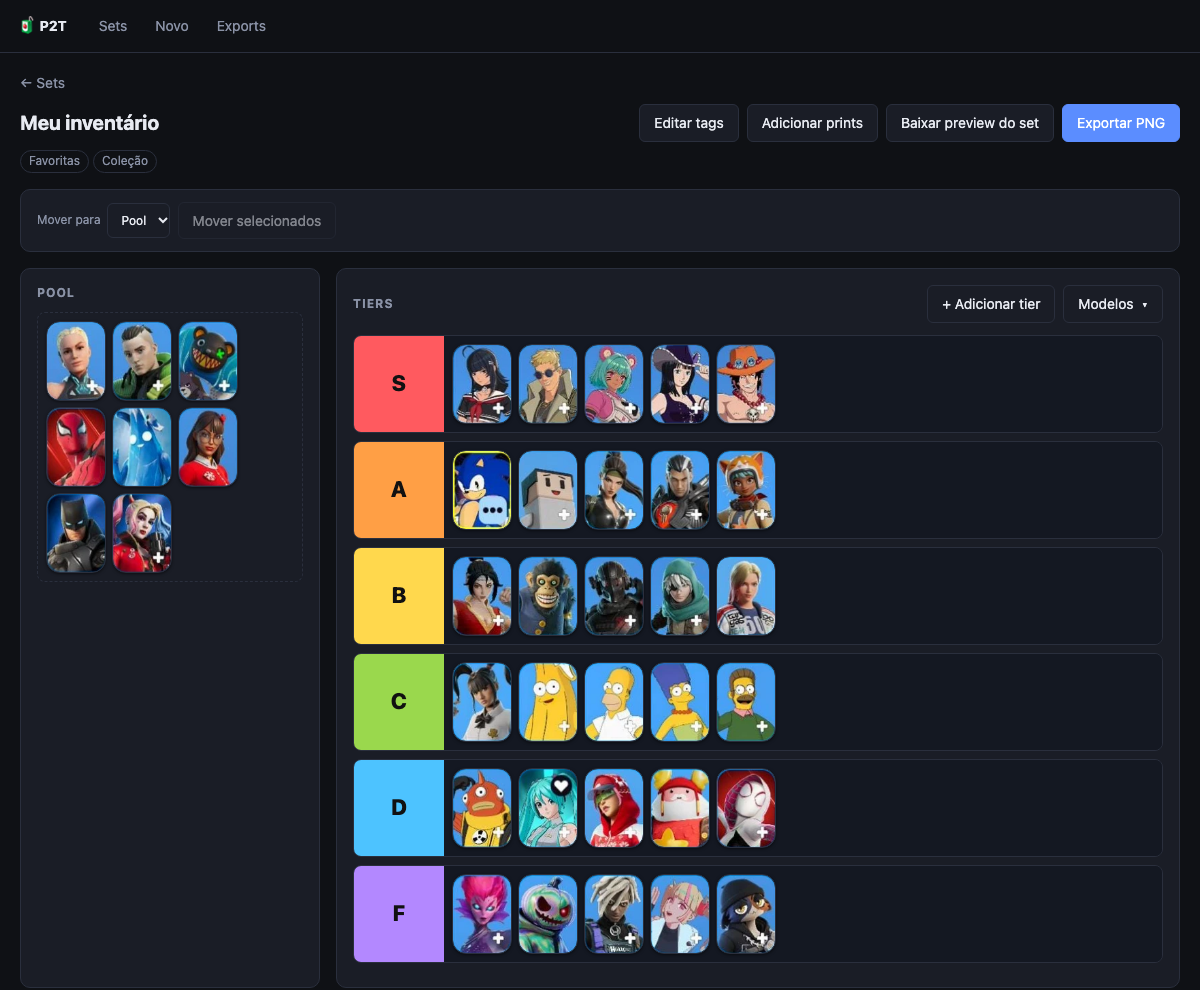 P2T
Sets
Novo
Exports
← Sets
Meu inventário
Editar tags
Adicionar prints
Baixar preview do set
Exportar PNG
Favoritas
Coleção
Mover para
Pool
Mover selecionados
POOL
TIERS
+ Adicionar tier
Modelos ▾
S
A
B
C
D
F